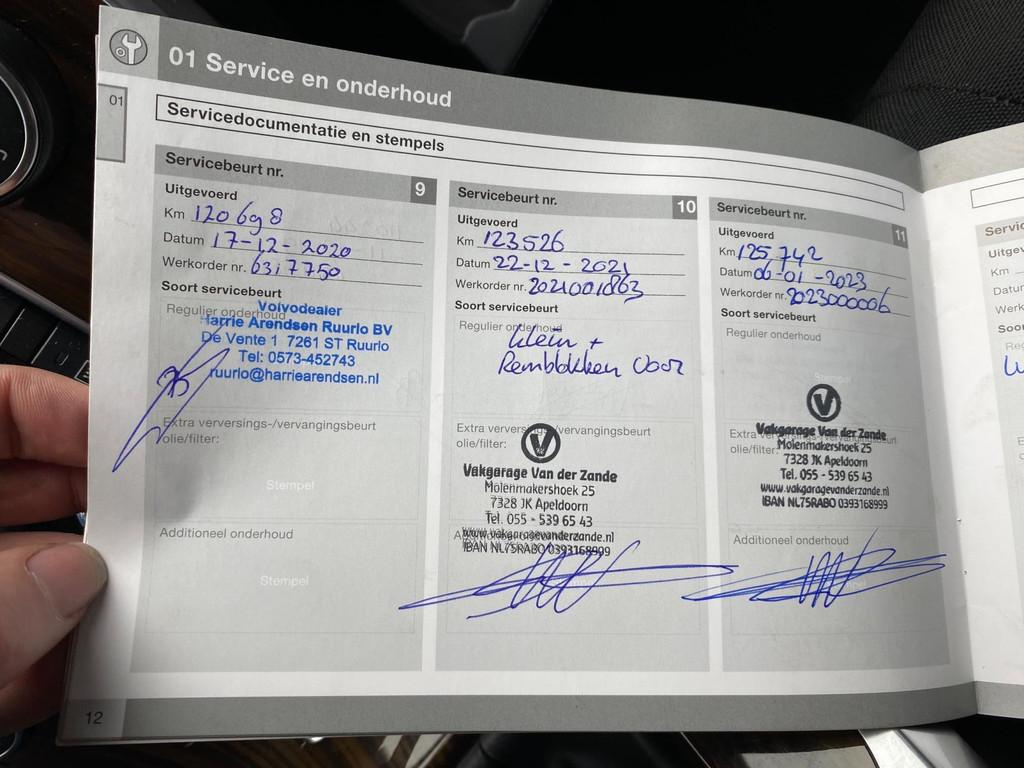 01 Service en onderhoud
01
Servicedocumentatie en stempels
Servicebeurt nr. 9
Uitgevoerd
Km 120698
Datum 17-12-2020
Werkorder nr. 6317750
Soort servicebeurt
Regulier onderhoud
Volvodealer
Harrie Arendsen Ruurlo BV
De Vente 1 7261 ST Ruurlo
Tel: 0573-452743
ruurlo@harriearendsen.nl
Extra verversings-/vervangingsbeurt
olie/filter:
Stempel
Additioneel onderhoud
Stempel
Servicebeurt nr. 10
Uitgevoerd
Km 123526
Datum 22-12-2021
Werkorder nr. 2021001863
Soort servicebeurt
Regulier onderhoud
klein +
Remblokken voor
Extra verversings-/vervangingsbeurt
olie/filter:
Vakgarage Van der Zande
Molenmakershoek 25
7328 JK Apeldoorn
Tel. 055 - 539 65 43
www.vakgaragevanderzande.nl
IBAN NL75RABO 0393168999
Servicebeurt nr. 11
Uitgevoerd
Km 125742
Datum 06-01-2023
Werkorder nr. 2023000006
Soort servicebeurt
Regulier onderhoud
Stempel
Extra verversings-/vervangingsbeurt
olie/filter:
Vakgarage Van der Zande
Molenmakershoek 25
7328 JK Apeldoorn
Tel. 055 - 539 65 43
www.vakgaragevanderzande.nl
IBAN NL75RABO 0393168999
Additioneel onderhoud
12
Km